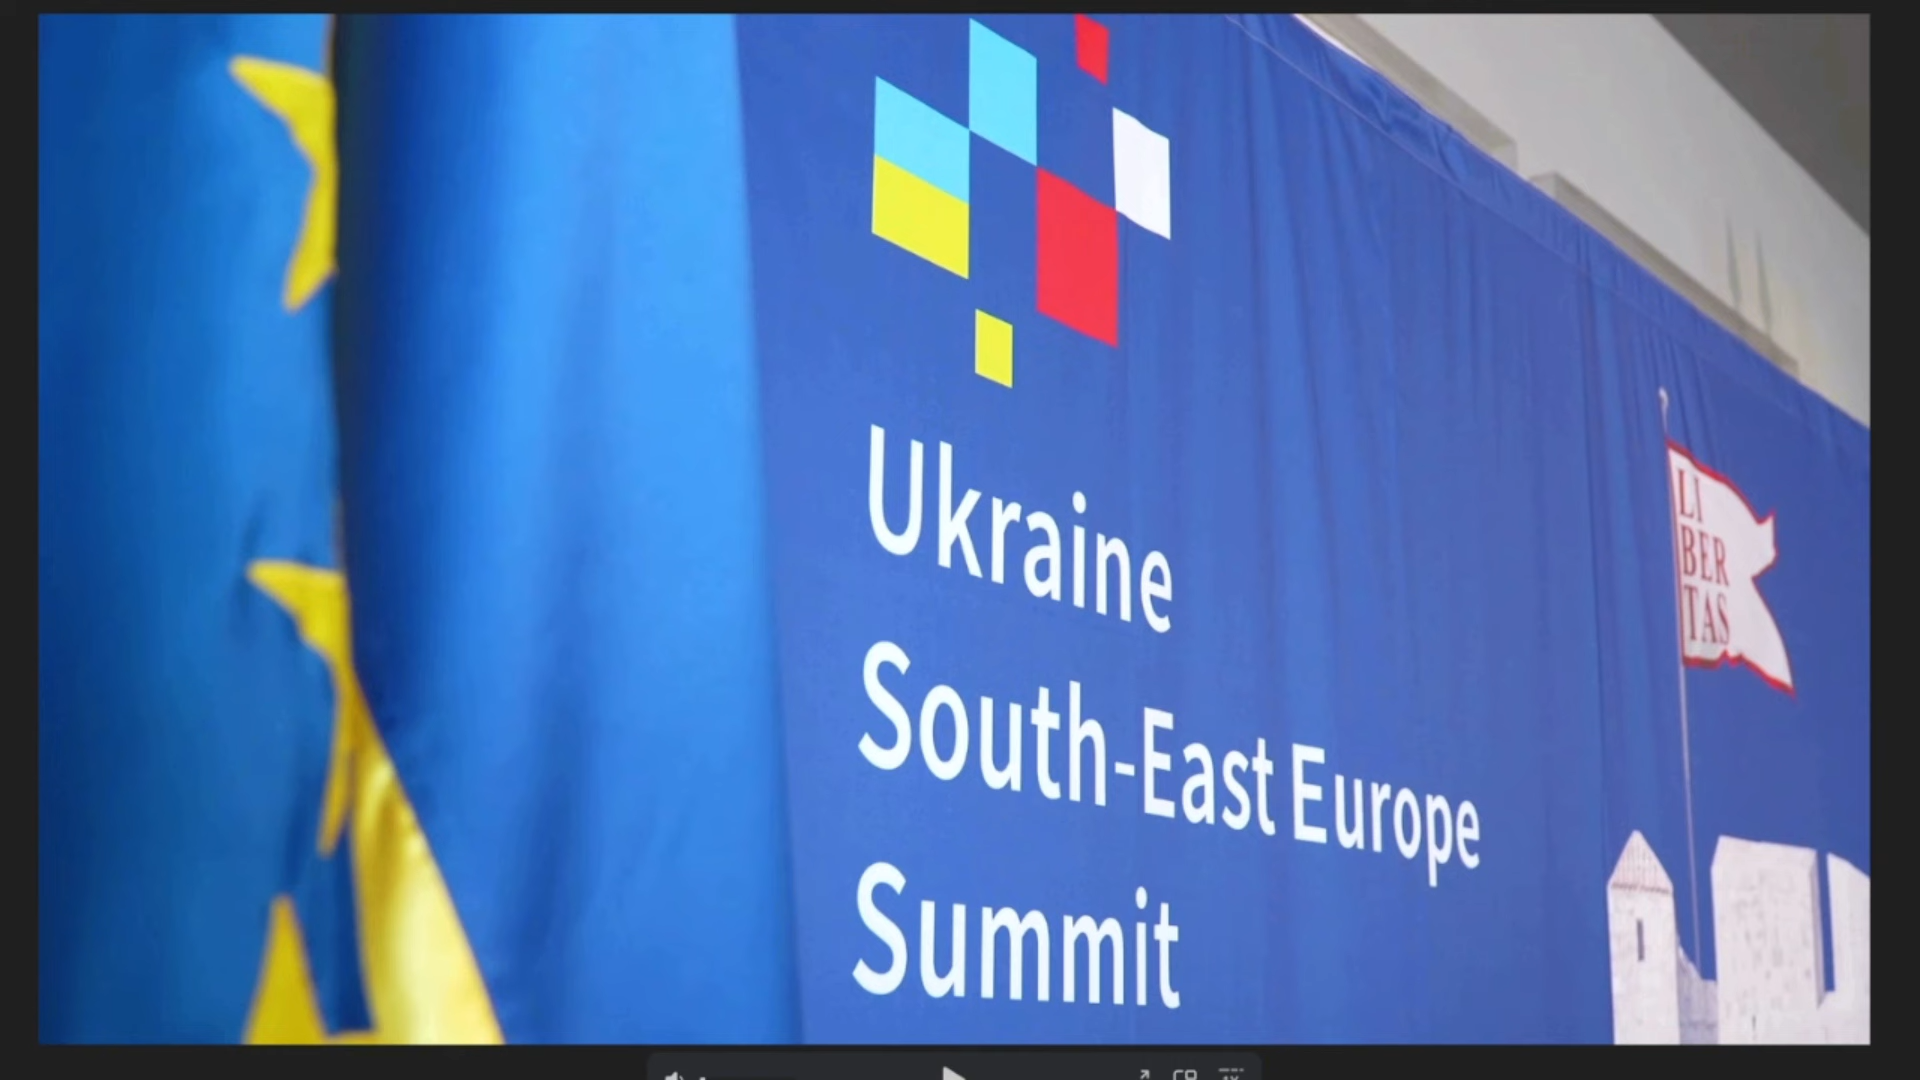 Ukraine
South-East Europe
Summit
LI
BER
TAS